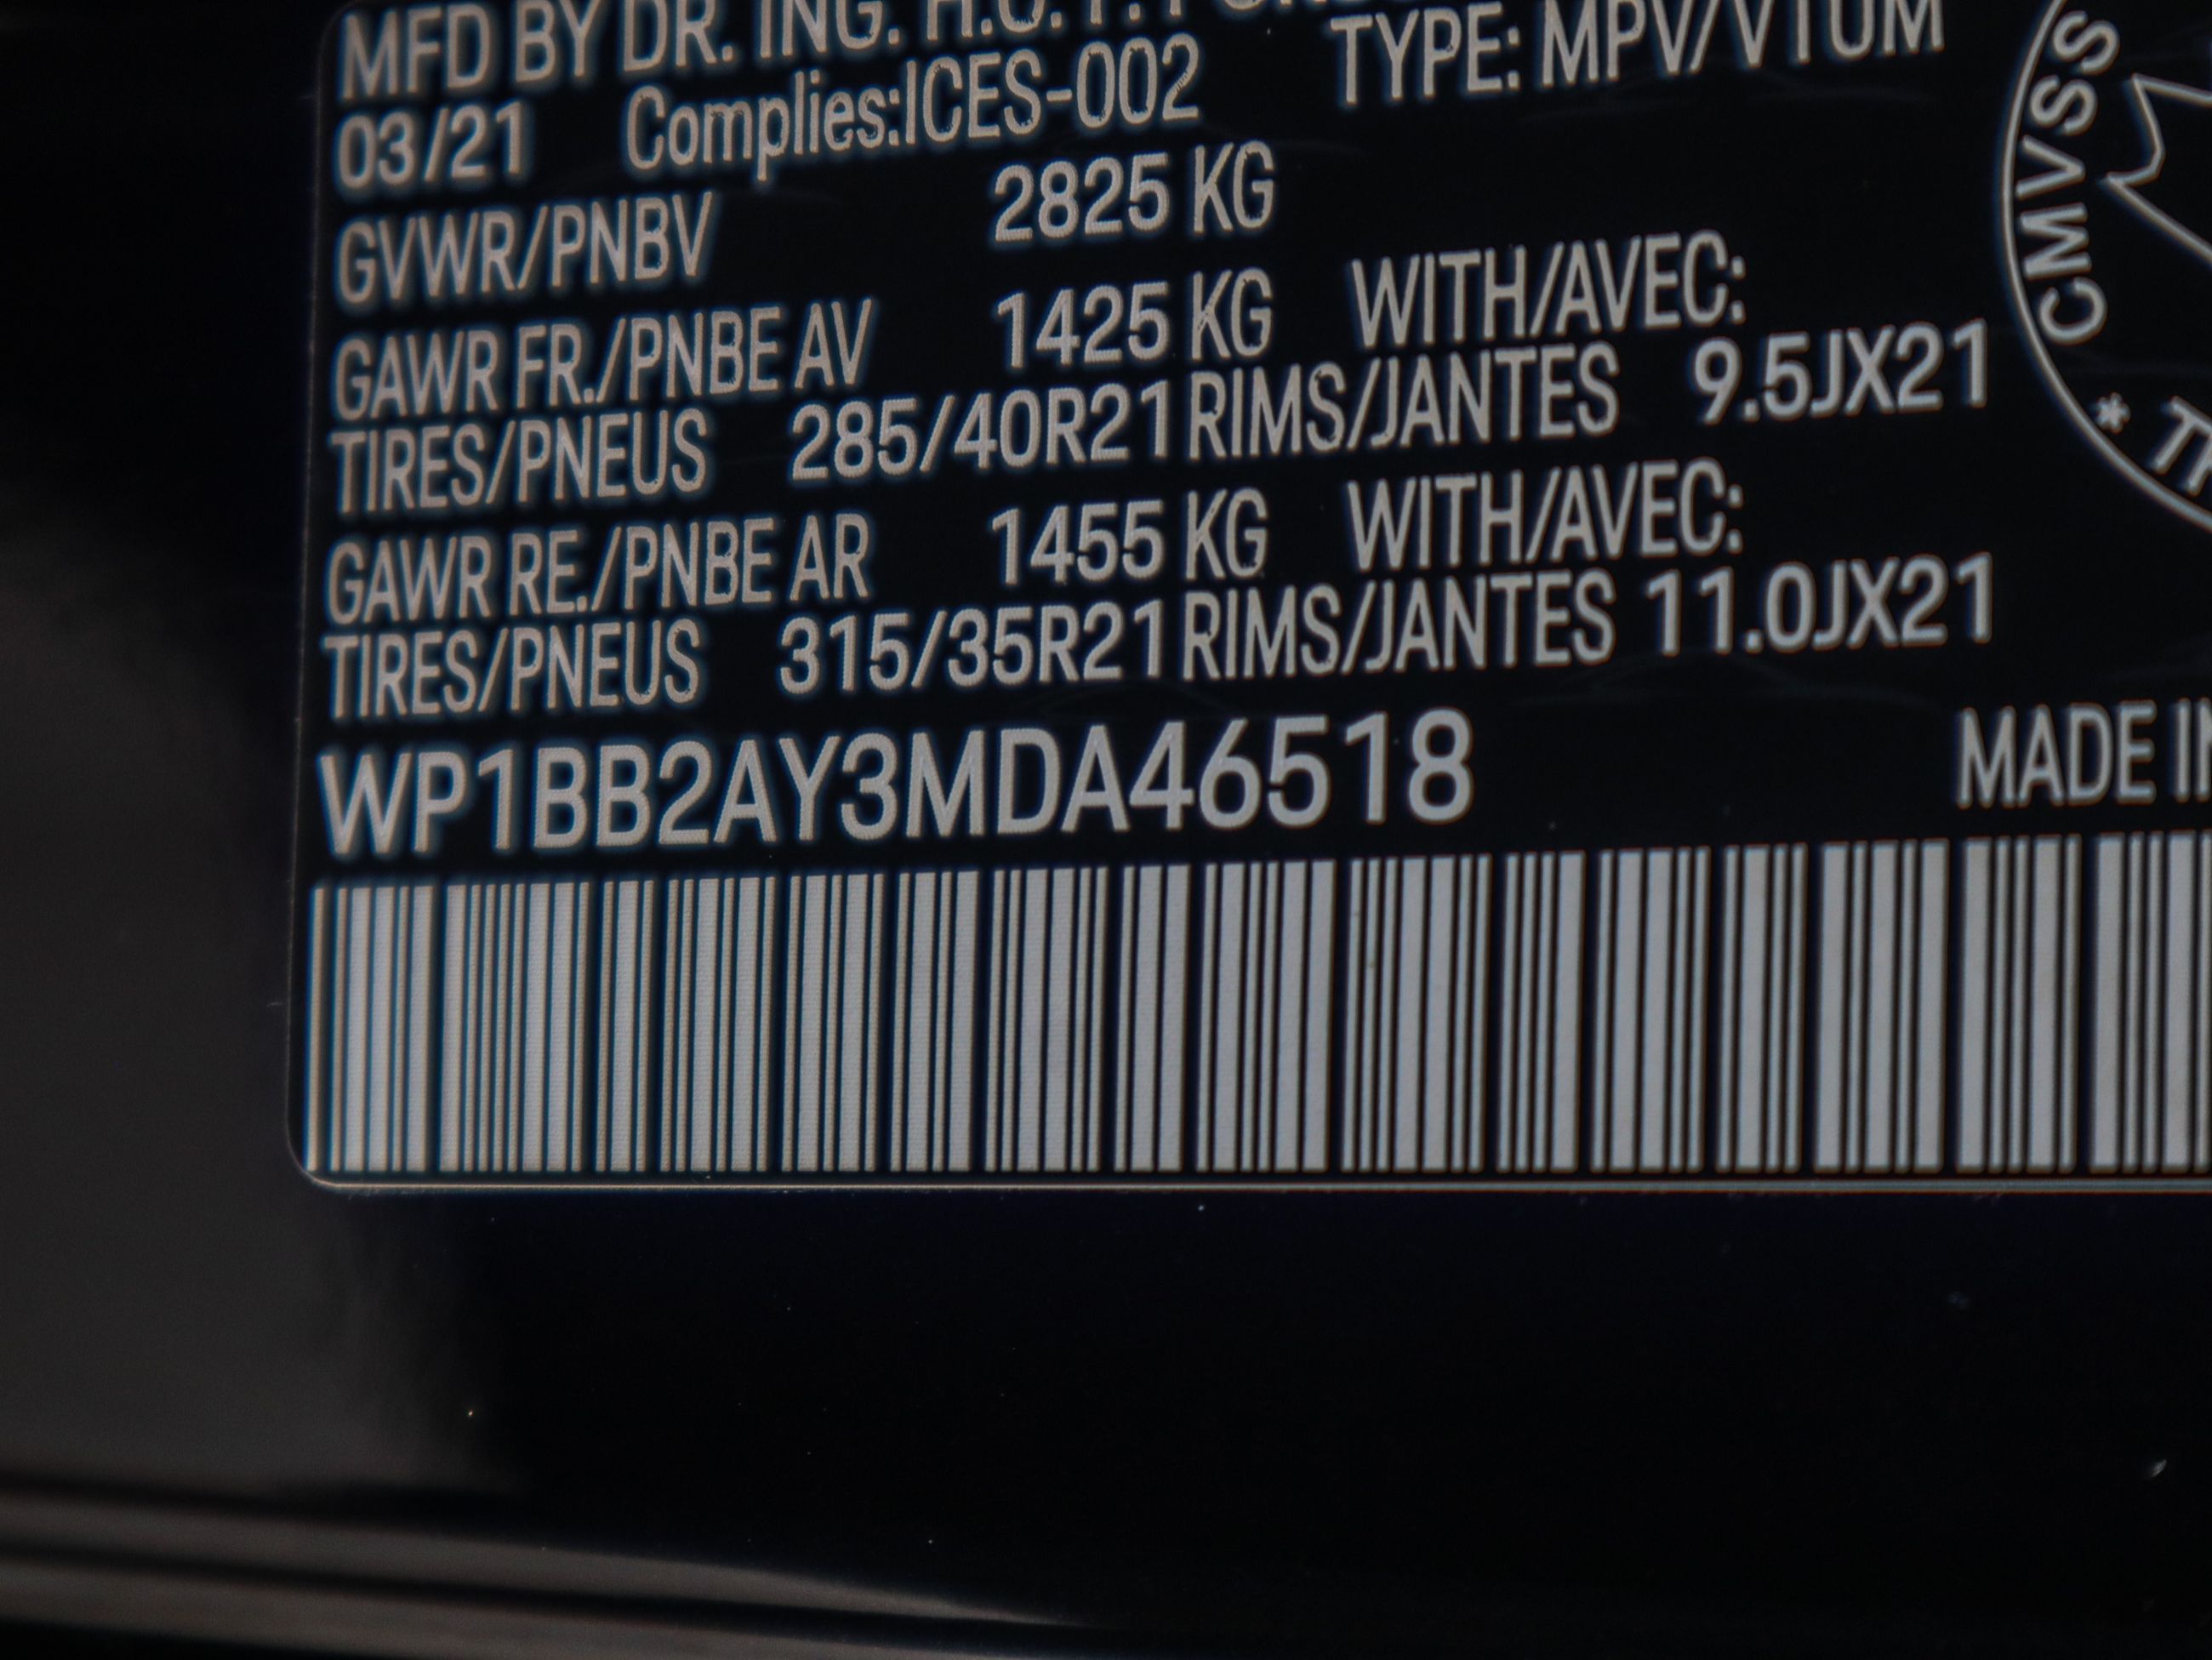 MFD BY DR. ING. H.C. F.
TYPE: MPV/VTUM
03/21 Complies:ICES-002
GVWR/PNBV 2825 KG
GAWR FR./PNBE AV 1425 KG WITH/AVEC:
TIRES/PNEUS 285/40R21 RIMS/JANTES 9.5JX21
GAWR RE./PNBE AR 1455 KG WITH/AVEC:
TIRES/PNEUS 315/35R21 RIMS/JANTES 11.0JX21
WP1BB2AY3MDA46518
MADE
CMVSS *